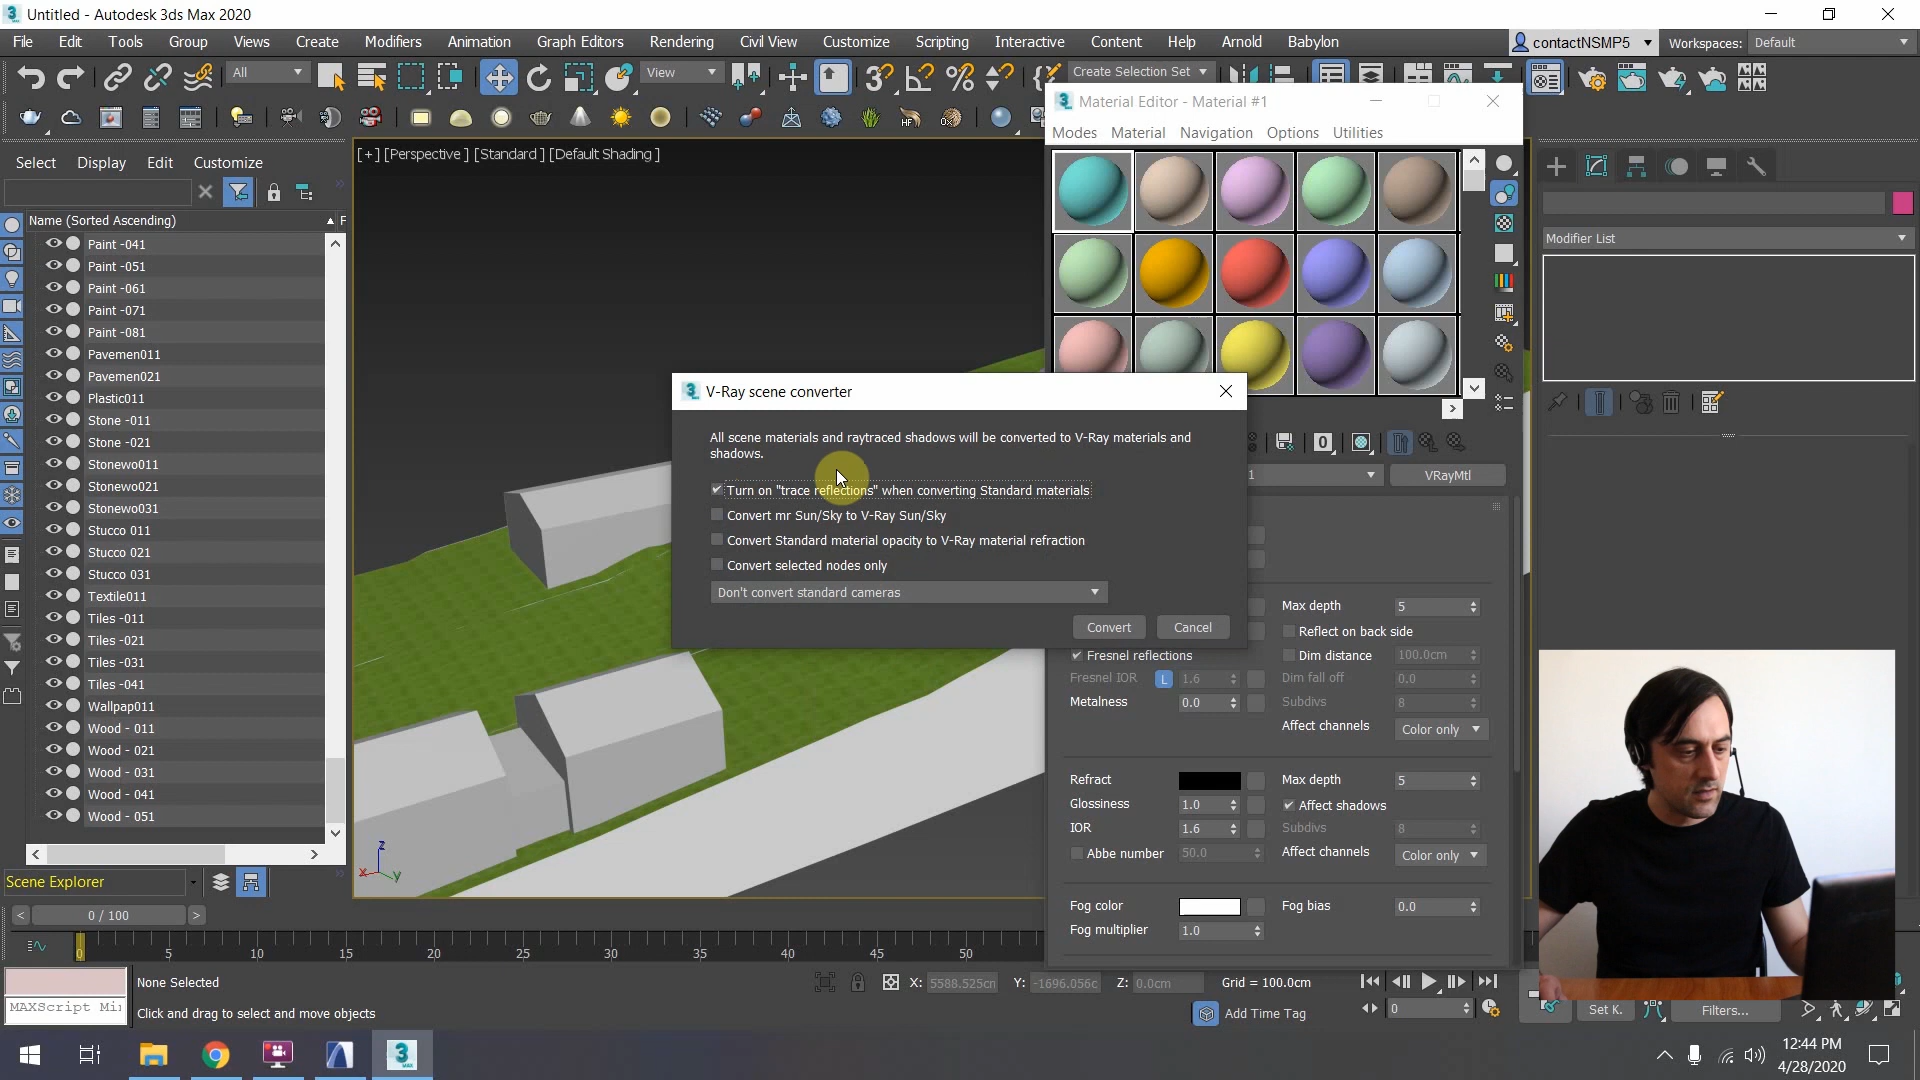 Untitled - Autodesk 3ds Max 2020
File Edit Tools Group Views Create Modifiers Animation Graph Editors Rendering Civil View Customize Scripting Interactive Content Help Arnold Babylon
contactNSMP5 Workspaces: Default
All View Create Selection Set
Material Editor - Material #1
Modes Material Navigation Options Utilities
Select Display Edit Customize
[+] [Perspective ] [Standard ] [Default Shading ]
Name (Sorted Ascending) F
Modifier List
Paint -041
Paint -051
Paint -061
Paint -071
Paint -081
Pavemen011
Pavemen021
Plastic011
Stone -011
Stone -021
Stonewo011
Stonewo021
Stonewo031
Stucco 011
Stucco 021
Stucco 031
Textile011
Tiles -011
Tiles -021
Tiles -031
Tiles -041
Wallpap011
Wood - 011
Wood - 021
Wood - 031
Wood - 041
Wood - 051
Scene Explorer
V-Ray scene converter
All scene materials and raytraced shadows will be converted to V-Ray materials and
shadows.
Turn on "trace reflections" when converting Standard materials
Convert mr Sun/Sky to V-Ray Sun/Sky
Convert Standard material opacity to V-Ray material refraction
Convert selected nodes only
Don't convert standard cameras
Convert Cancel
0
1 VRayMtl
Max depth 5
Reflect on back side
Fresnel reflections Dim distance 100.0cm
Fresnel IOR L 1.6 Dim fall off 0.0
Metalness 0.0 Subdivs 8
Affect channels Color only
Refract Max depth 5
Glossiness 1.0 Affect shadows
IOR 1.6 Subdivs 8
Abbe number 50.0 Affect channels Color only
Fog color Fog bias 0.0
Fog multiplier 1.0
z
x y
< 0 / 100 >
0 5 10 15 20 25 30 35 40 45 50
None Selected
X: 5588.525cn Y: -1696.056c Z: 0.0cm Grid = 100.0cm
MAXScript Mi
Click and drag to select and move objects
Add Time Tag
0
Set K. Filters...
3 MAX
12:44 PM
4/28/2020